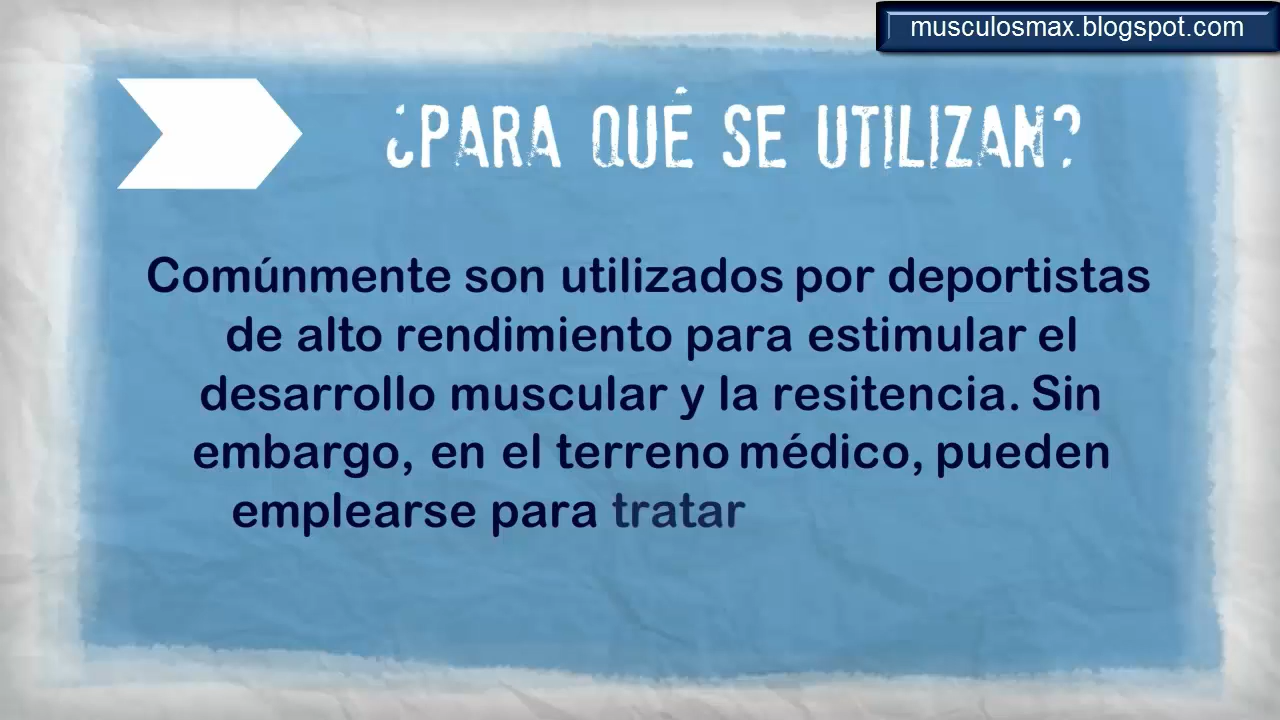 musculosmax.blogspot.com
¿PARA QUÉ SE UTILIZAN?
Comúnmente son utilizados por deportistas
de alto rendimiento para estimular el
desarrollo muscular y la resitencia. Sin
embargo, en el terreno médico, pueden
emplearse para tratar